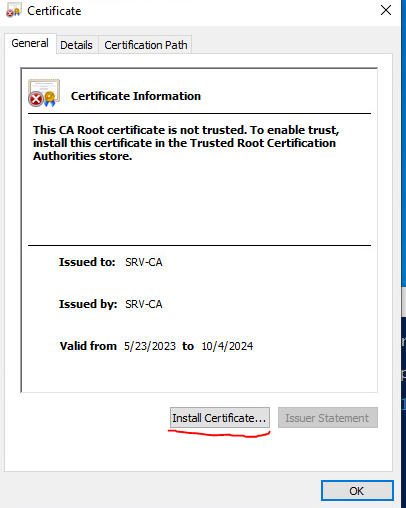 Certificate
General Details Certification Path
Certificate Information
This CA Root certificate is not trusted. To enable trust,
install this certificate in the Trusted Root Certification
Authorities store.
Issued to: SRV-CA
Issued by: SRV-CA
Valid from 5/23/2023 to 10/4/2024
Install Certificate... Issuer Statement
OK